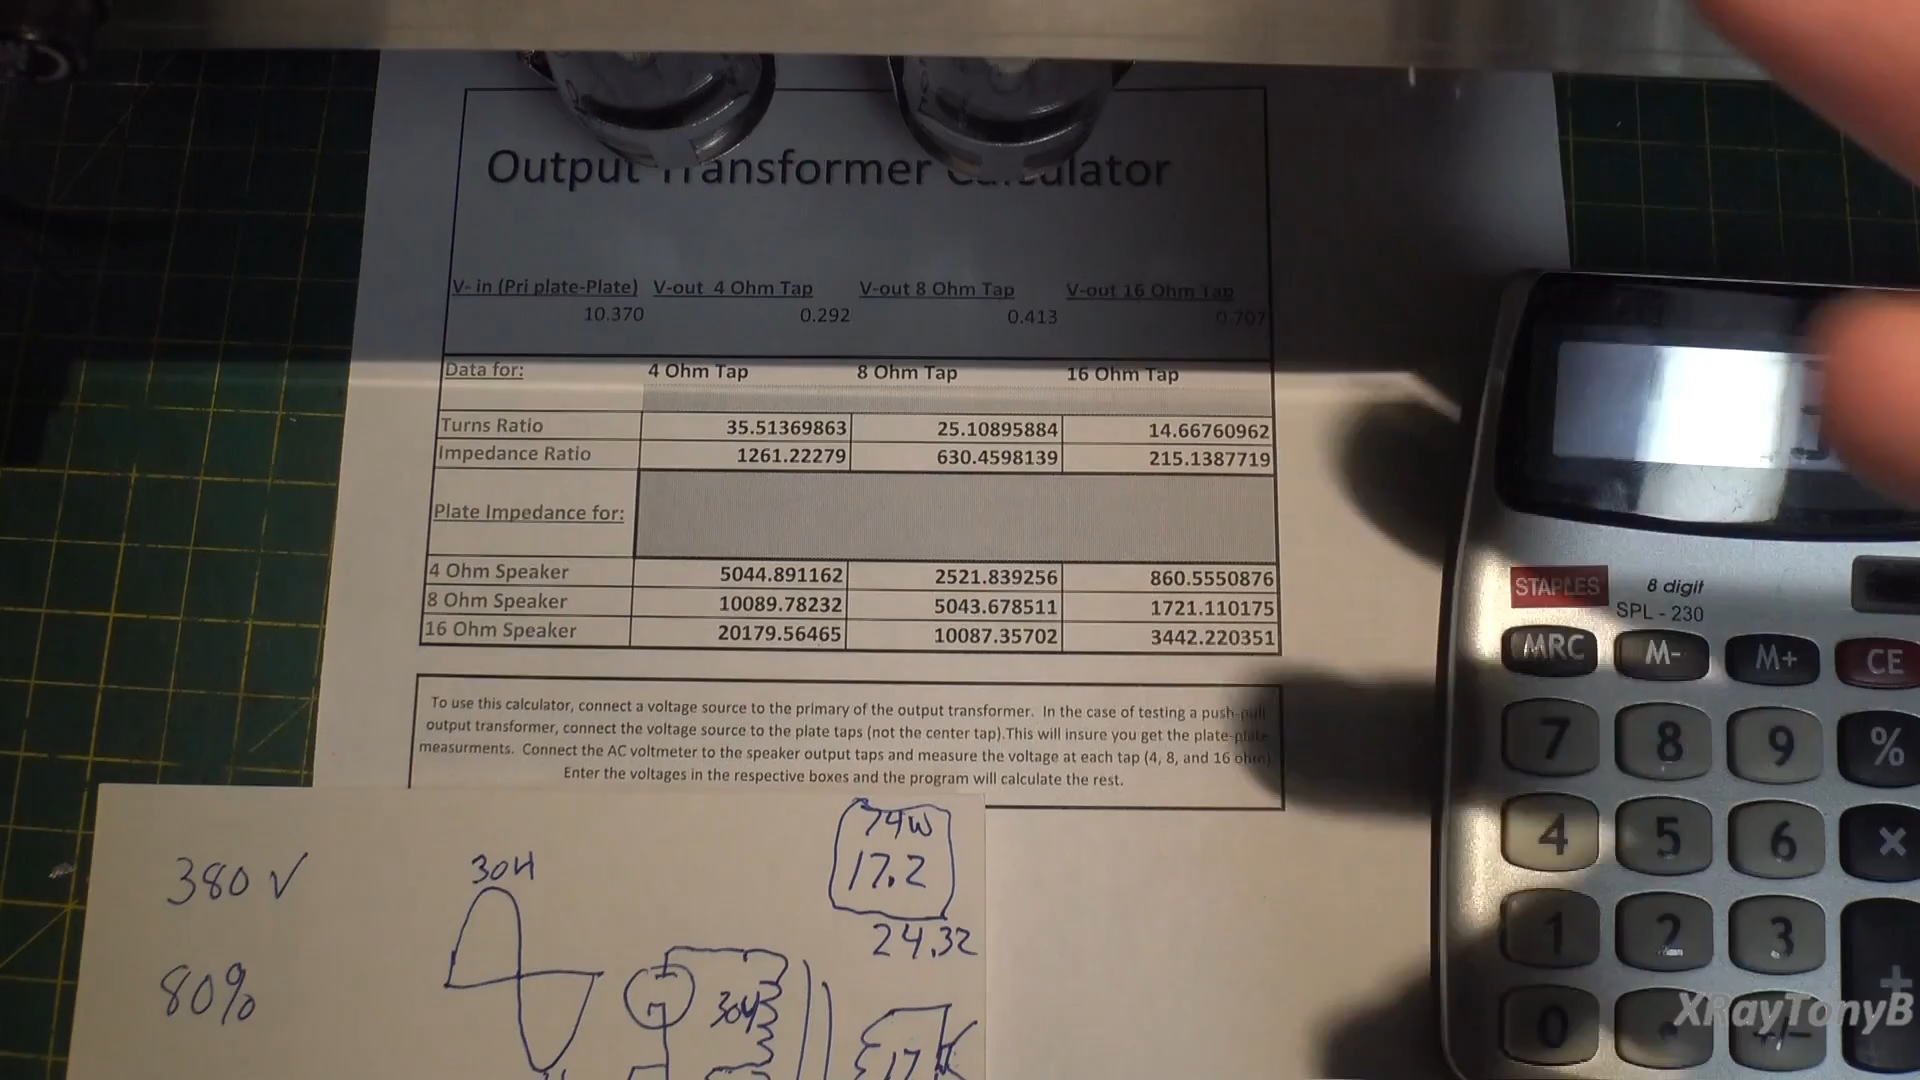 Output Transformer Calculator
V- in (Pri plate-Plate) V-out 4 Ohm Tap V-out 8 Ohm Tap V-out 16 Ohm Tap
10.370 0.292 0.413 0.707
Data for: 4 Ohm Tap 8 Ohm Tap 16 Ohm Tap
Turns Ratio 35.51369863 25.10895884 14.66760962
Impedance Ratio 1261.22279 630.4598139 215.1387719
Plate Impedance for:
4 Ohm Speaker 5044.891162 2521.839256 860.5550876
8 Ohm Speaker 10089.78232 5043.678511 1721.110175
16 Ohm Speaker 20179.56465 10087.35702 3442.220351
To use this calculator, connect a voltage source to the primary of the output transformer. In the case of testing a push-pull
output transformer, connect the voltage source to the plate taps (not the center tap).This will insure you get the plate-plate
measurments. Connect the AC voltmeter to the speaker output taps and measure the voltage at each tap (4, 8, and 16 ohm)
Enter the voltages in the respective boxes and the program will calculate the rest.
74W
17.2
24.32
380 V
304
80%
304
17
STAPLES 8 digit
SPL - 230
MRC M- M+ CE
7 8 9 %
4 5 6 ×
1 2 3 +
0 . +/-
XRayTonyB